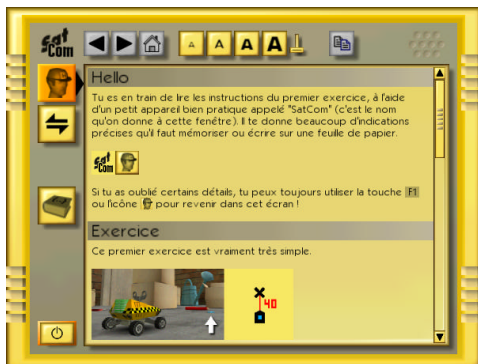 Sat
Com
A A A A
Hello
Tu es en train de lire les instructions du premier exercice, à l'aide
d'un petit appareil bien pratique appelé "SatCom" (c'est le nom
qu'on donne à cette fenêtre). Il te donne beaucoup d'indications
précises qu'il faut mémoriser ou écrire sur une feuille de papier.
Sat
Com
Si tu as oublié certains détails, tu peux toujours utiliser la touche F1
ou l'icône pour revenir dans cet écran !
Exercice
Ce premier exercice est vraiment très simple.
40